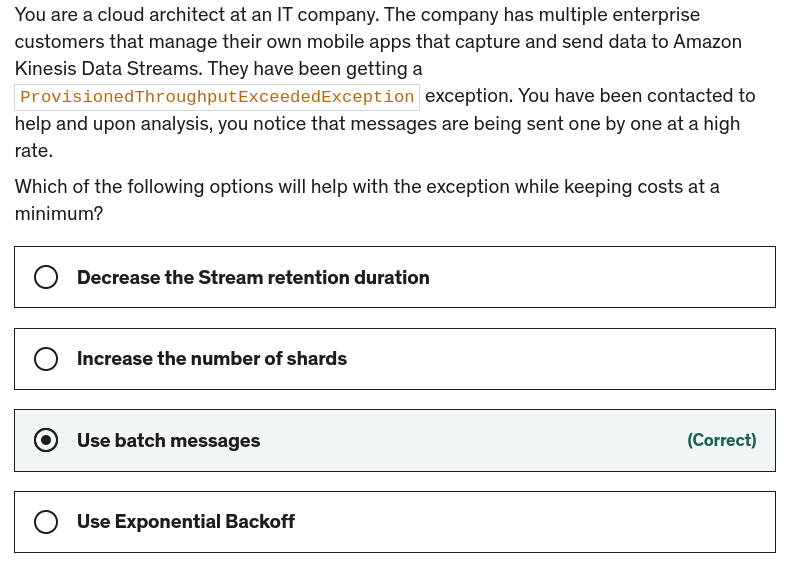 You are a cloud architect at an IT company. The company has multiple enterprise
customers that manage their own mobile apps that capture and send data to Amazon
Kinesis Data Streams. They have been getting a
ProvisionedThroughputExceededException exception. You have been contacted to
help and upon analysis, you notice that messages are being sent one by one at a high
rate.
Which of the following options will help with the exception while keeping costs at a
minimum?
Decrease the Stream retention duration
Increase the number of shards
Use batch messages (Correct)
Use Exponential Backoff